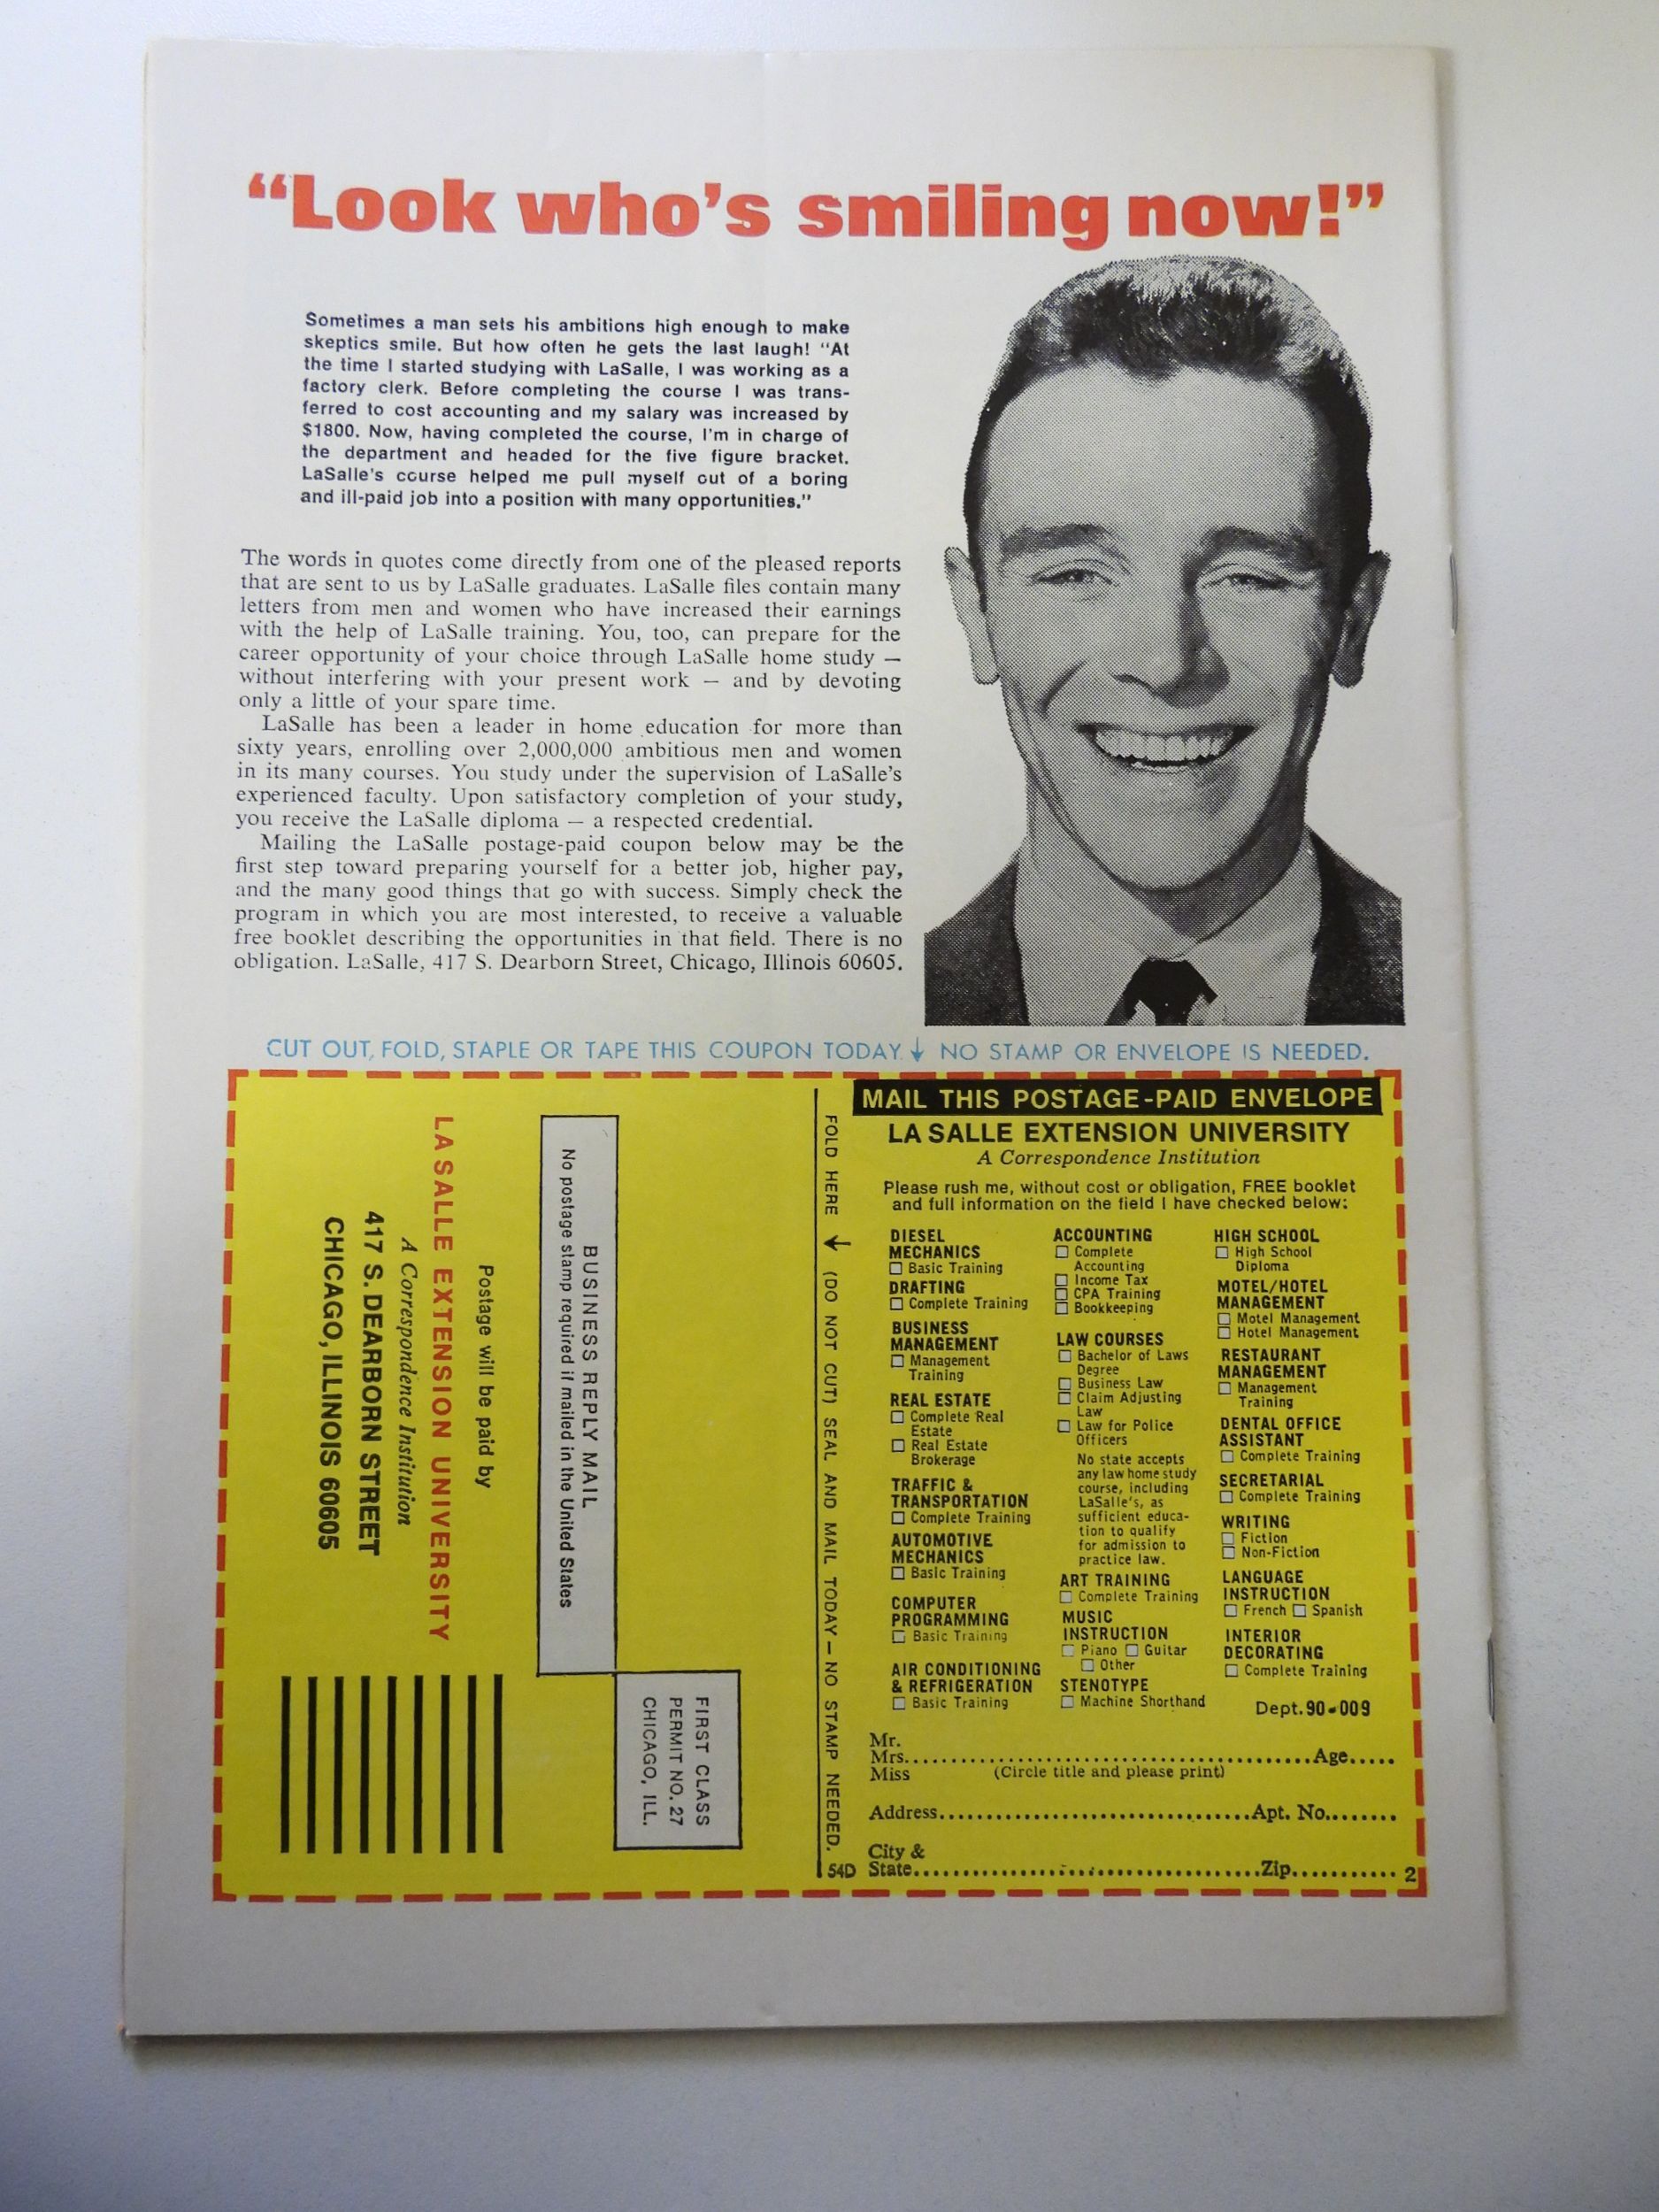 “Look who’s smiling now!”
Sometimes a man sets his ambitions high enough to make
skeptics smile. But how often he gets the last laugh! “At
the time I started studying with LaSalle, I was working as a
factory clerk. Before completing the course I was trans-
ferred to cost accounting and my salary was increased by
$1800. Now, having completed the course, I’m in charge of
the department and headed for the five figure bracket.
LaSalle’s course helped me pull myself out of a boring
and ill-paid job into a position with many opportunities.”
The words in quotes come directly from one of the pleased reports
that are sent to us by LaSalle graduates. LaSalle files contain many
letters from men and women who have increased their earnings
with the help of LaSalle training. You, too, can prepare for the
career opportunity of your choice through LaSalle home study —
without interfering with your present work — and by devoting
only a little of your spare time.
LaSalle has been a leader in home education for more than
sixty years, enrolling over 2,000,000 ambitious men and women
in its many courses. You study under the supervision of LaSalle’s
experienced faculty. Upon satisfactory completion of your study,
you receive the LaSalle diploma — a respected credential.
Mailing the LaSalle postage-paid coupon below may be the
first step toward preparing yourself for a better job, higher pay,
and the many good things that go with success. Simply check the
program in which you are most interested, to receive a valuable
free booklet describing the opportunities in that field. There is no
obligation. LaSalle, 417 S. Dearborn Street, Chicago, Illinois 60605.
CUT OUT, FOLD, STAPLE OR TAPE THIS COUPON TODAY ↓ NO STAMP OR ENVELOPE IS NEEDED.
FIRST CLASS
PERMIT NO. 27
CHICAGO, ILL.
BUSINESS REPLY MAIL
No postage stamp required if mailed in the United States
Postage will be paid by
LA SALLE EXTENSION UNIVERSITY
A Correspondence Institution
417 S. DEARBORN STREET
CHICAGO, ILLINOIS 60605
FOLD HERE → (DO NOT CUT) SEAL AND MAIL TODAY — NO STAMP NEEDED.
54D
MAIL THIS POSTAGE-PAID ENVELOPE
LA SALLE EXTENSION UNIVERSITY
A Correspondence Institution
Please rush me, without cost or obligation, FREE booklet
and full information on the field I have checked below:
DIESEL
MECHANICS
☐ Basic Training
DRAFTING
☐ Complete Training
BUSINESS
MANAGEMENT
☐ Management
Training
REAL ESTATE
☐ Complete Real
Estate
☐ Real Estate
Brokerage
TRAFFIC &
TRANSPORTATION
☐ Complete Training
AUTOMOTIVE
MECHANICS
☐ Basic Training
COMPUTER
PROGRAMMING
☐ Basic Training
AIR CONDITIONING
& REFRIGERATION
☐ Basic Training
ACCOUNTING
☐ Complete
Accounting
☐ Income Tax
☐ CPA Training
☐ Bookkeeping
LAW COURSES
☐ Bachelor of Laws
Degree
☐ Business Law
☐ Claim Adjusting
Law
☐ Law for Police
Officers
No state accepts
any law home study
course, including
LaSalle’s, as
sufficient educa-
tion to qualify
for admission to
practice law.
ART TRAINING
☐ Complete Training
MUSIC
INSTRUCTION
☐ Piano ☐ Guitar
☐ Other
STENOTYPE
☐ Machine Shorthand
HIGH SCHOOL
☐ High School
Diploma
MOTEL/HOTEL
MANAGEMENT
☐ Motel Management
☐ Hotel Management
RESTAURANT
MANAGEMENT
☐ Management
Training
DENTAL OFFICE
ASSISTANT
☐ Complete Training
SECRETARIAL
☐ Complete Training
WRITING
☐ Fiction
☐ Non-Fiction
LANGUAGE
INSTRUCTION
☐ French ☐ Spanish
INTERIOR
DECORATING
☐ Complete Training
Dept. 90-009
Mr.
Mrs. Age
Miss (Circle title and please print)
Address Apt. No.
City &
State Zip 2